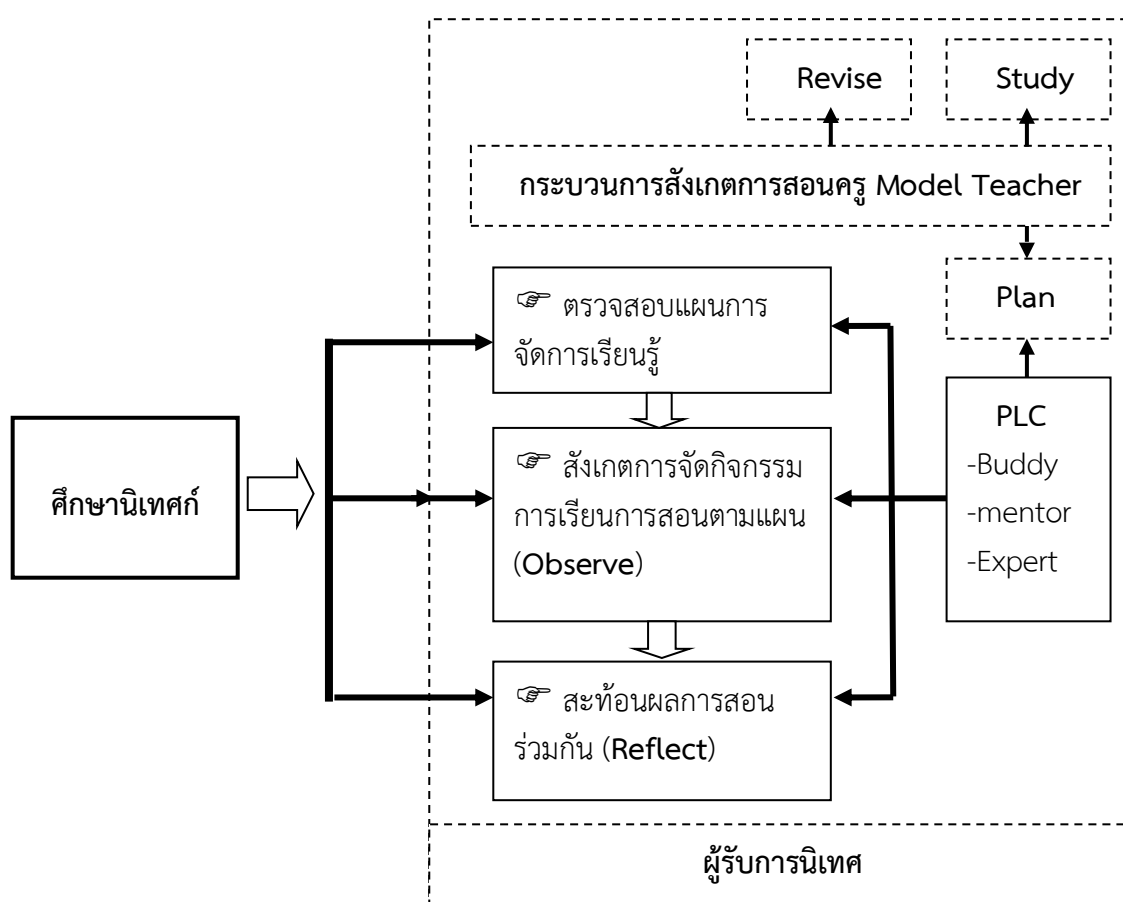 Revise
Study
กระบวนการสังเกตการสอนครู Model Teacher
Plan
☞ ตรวจสอบแผนการ
จัดการเรียนรู้
PLC
-Buddy
-mentor
-Expert
ศึกษานิเทศก์
☞ สังเกตการจัดกิจกรรม
การเรียนการสอนตามแผน
(Observe)
☞ สะท้อนผลการสอน
ร่วมกัน (Reflect)
ผู้รับการนิเทศ